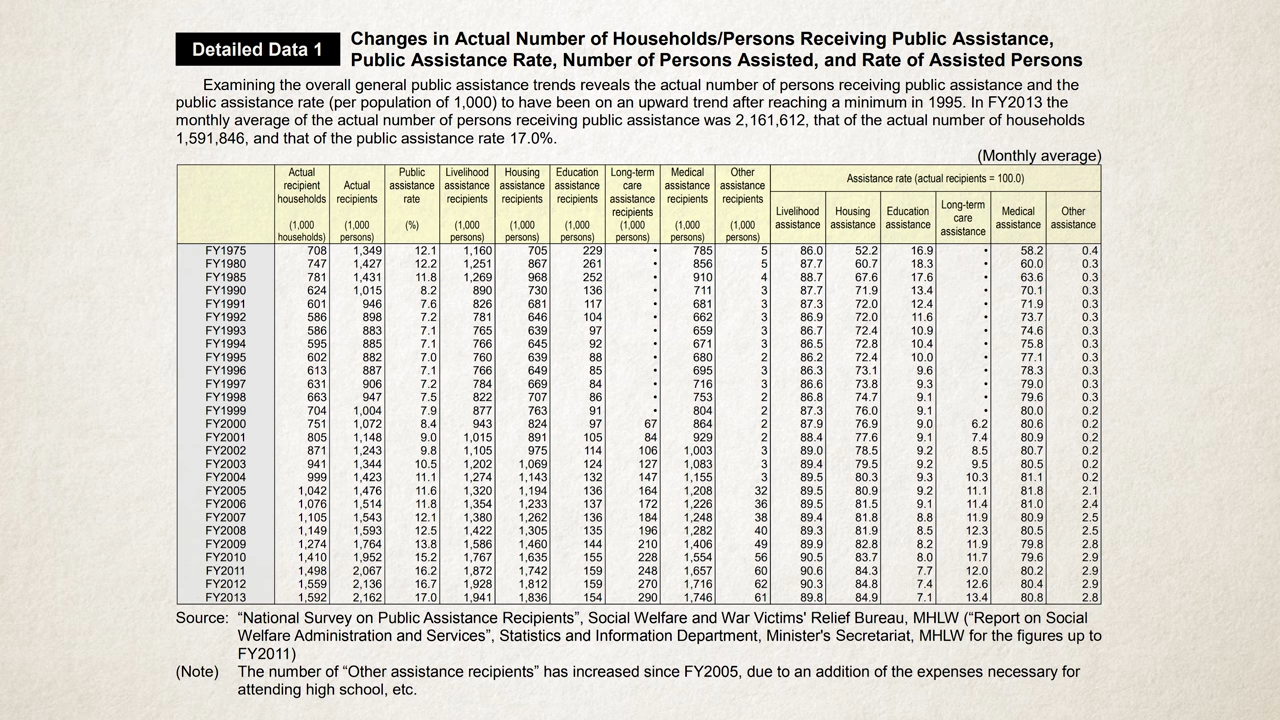 Detailed Data 1
Changes in Actual Number of Households/Persons Receiving Public Assistance,
Public Assistance Rate, Number of Persons Assisted, and Rate of Assisted Persons
Examining the overall general public assistance trends reveals the actual number of persons receiving public assistance and the
public assistance rate (per population of 1,000) to have been on an upward trend after reaching a minimum in 1995. In FY2013 the
monthly average of the actual number of persons receiving public assistance was 2,161,612, that of the actual number of households
1,591,846, and that of the public assistance rate 17.0%.
(Monthly average)
Actual recipient households (1,000 households)
Actual recipients (1,000 persons)
Public assistance rate (%)
Livelihood assistance recipients (1,000 persons)
Housing assistance recipients (1,000 persons)
Education assistance recipients (1,000 persons)
Long-term care assistance recipients (1,000 persons)
Medical assistance recipients (1,000 persons)
Other assistance recipients (1,000 persons)
Assistance rate (actual recipients = 100.0)
Livelihood assistance
Housing assistance
Education assistance
Long-term care assistance
Medical assistance
Other assistance
FY1975 708 1,349 12.1 1,160 705 229 • 785 5 86.0 52.2 16.9 • 58.2 0.4
FY1980 747 1,427 12.2 1,251 867 261 • 856 5 87.7 60.7 18.3 • 60.0 0.3
FY1985 781 1,431 11.8 1,269 968 252 • 910 4 88.7 67.6 17.6 • 63.6 0.3
FY1990 624 1,015 8.2 890 730 136 • 711 3 87.7 71.9 13.4 • 70.1 0.3
FY1991 601 946 7.6 826 681 117 • 681 3 87.3 72.0 12.4 • 71.9 0.3
FY1992 586 898 7.2 781 646 104 • 662 3 86.9 72.0 11.6 • 73.7 0.3
FY1993 586 883 7.1 765 639 97 • 659 3 86.7 72.4 10.9 • 74.6 0.3
FY1994 595 885 7.1 766 645 92 • 671 3 86.5 72.8 10.4 • 75.8 0.3
FY1995 602 882 7.0 760 639 88 • 680 2 86.2 72.4 10.0 • 77.1 0.3
FY1996 613 887 7.1 766 649 85 • 695 3 86.3 73.1 9.6 • 78.3 0.3
FY1997 631 906 7.2 784 669 84 • 716 3 86.6 73.8 9.3 • 79.0 0.3
FY1998 663 947 7.5 822 707 86 • 753 2 86.8 74.7 9.1 • 79.6 0.3
FY1999 704 1,004 7.9 877 763 91 • 804 2 87.3 76.0 9.1 • 80.0 0.2
FY2000 751 1,072 8.4 943 824 97 67 864 2 87.9 76.9 9.0 6.2 80.6 0.2
FY2001 805 1,148 9.0 1,015 891 105 84 929 2 88.4 77.6 9.1 7.4 80.9 0.2
FY2002 871 1,243 9.8 1,105 975 114 106 1,003 3 89.0 78.5 9.2 8.5 80.7 0.2
FY2003 941 1,344 10.5 1,202 1,069 124 127 1,083 3 89.4 79.5 9.2 9.5 80.5 0.2
FY2004 999 1,423 11.1 1,274 1,143 132 147 1,155 3 89.5 80.3 9.3 10.3 81.1 0.2
FY2005 1,042 1,476 11.6 1,320 1,194 136 164 1,208 32 89.5 80.9 9.2 11.1 81.8 2.1
FY2006 1,076 1,514 11.8 1,354 1,233 137 172 1,226 36 89.5 81.5 9.1 11.4 81.0 2.4
FY2007 1,105 1,543 12.1 1,380 1,262 136 184 1,248 38 89.4 81.8 8.8 11.9 80.9 2.5
FY2008 1,149 1,593 12.5 1,422 1,305 135 196 1,282 40 89.3 81.9 8.5 12.3 80.5 2.5
FY2009 1,274 1,764 13.8 1,586 1,460 144 210 1,406 49 89.9 82.8 8.2 11.9 79.8 2.8
FY2010 1,410 1,952 15.2 1,767 1,635 155 228 1,554 56 90.5 83.7 8.0 11.7 79.6 2.9
FY2011 1,498 2,067 16.2 1,872 1,742 159 248 1,657 60 90.6 84.3 7.7 12.0 80.2 2.9
FY2012 1,559 2,136 16.7 1,928 1,812 159 270 1,716 62 90.3 84.8 7.4 12.6 80.4 2.9
FY2013 1,592 2,162 17.0 1,941 1,836 154 290 1,746 61 89.8 84.9 7.1 13.4 80.8 2.8
Source: “National Survey on Public Assistance Recipients”, Social Welfare and War Victims' Relief Bureau, MHLW (“Report on Social
Welfare Administration and Services”, Statistics and Information Department, Minister's Secretariat, MHLW for the figures up to
FY2011)
(Note) The number of “Other assistance recipients” has increased since FY2005, due to an addition of the expenses necessary for
attending high school, etc.